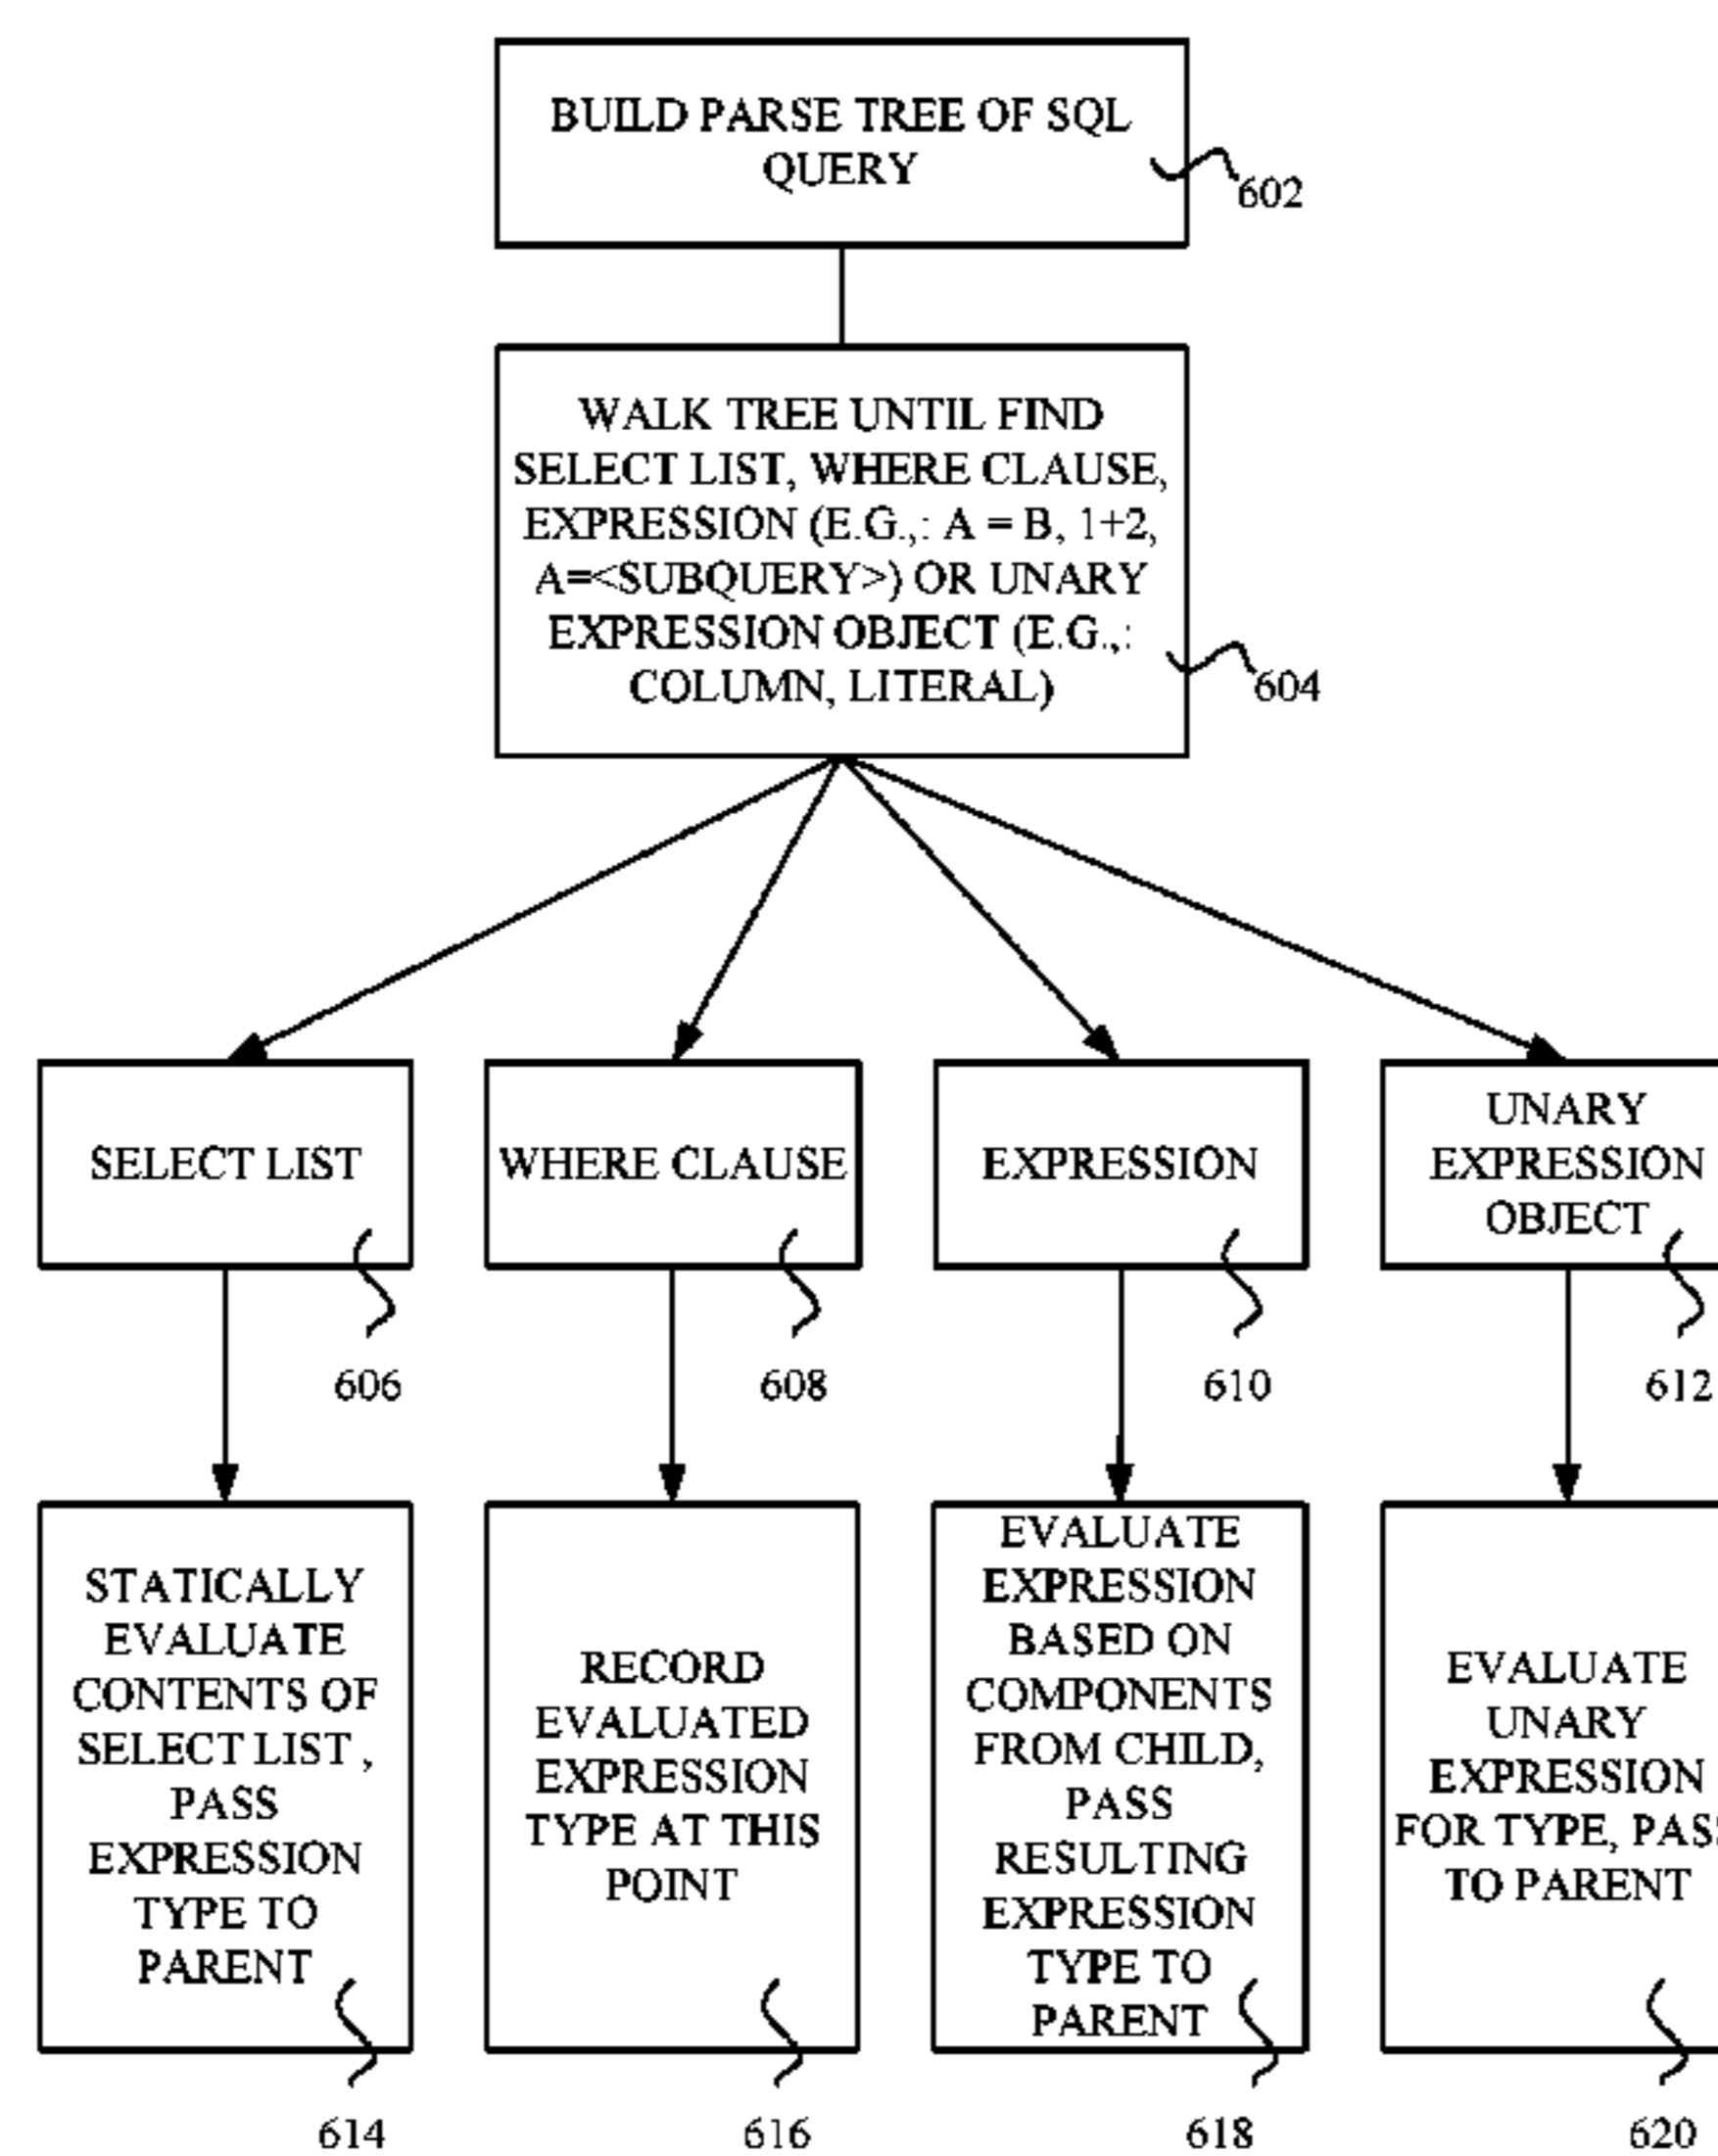 BUILD PARSE TREE OF SQL
QUERY
602
WALK TREE UNTIL FIND
SELECT LIST, WHERE CLAUSE,
EXPRESSION (E.G.,: A = B, 1+2,
A=<SUBQUERY>) OR UNARY
EXPRESSION OBJECT (E.G.,:
COLUMN, LITERAL)
604
SELECT LIST
606
WHERE CLAUSE
608
EXPRESSION
610
UNARY
EXPRESSION
OBJECT
612
STATICALLY
EVALUATE
CONTENTS OF
SELECT LIST ,
PASS
EXPRESSION
TYPE TO
PARENT
614
RECORD
EVALUATED
EXPRESSION
TYPE AT THIS
POINT
616
EVALUATE
EXPRESSION
BASED ON
COMPONENTS
FROM CHILD,
PASS
RESULTING
EXPRESSION
TYPE TO
PARENT
618
EVALUATE
UNARY
EXPRESSION
FOR TYPE, PASS
TO PARENT
620